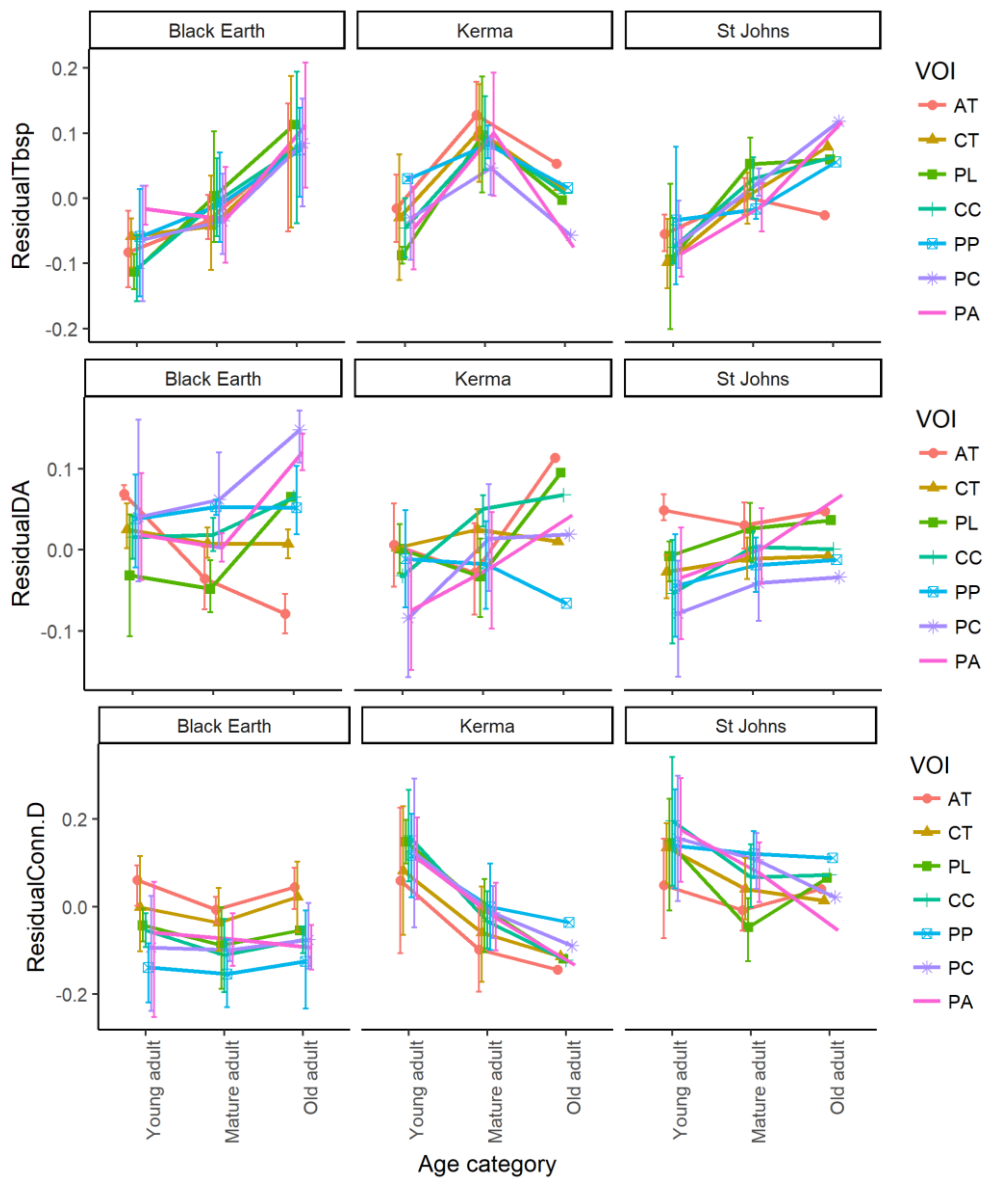 Black Earth
Kerma
St Johns
ResidualTbsp
0.2
0.1
0.0
-0.1
-0.2
VOI
AT
CT
PL
CC
PP
PC
PA
Black Earth
Kerma
St Johns
ResidualDA
0.1
0.0
-0.1
VOI
AT
CT
PL
CC
PP
PC
PA
Black Earth
Kerma
St Johns
ResidualConn.D
0.2
0.0
-0.2
VOI
AT
CT
PL
CC
PP
PC
PA
Young adult
Mature adult
Old adult
Young adult
Mature adult
Old adult
Young adult
Mature adult
Old adult
Age category